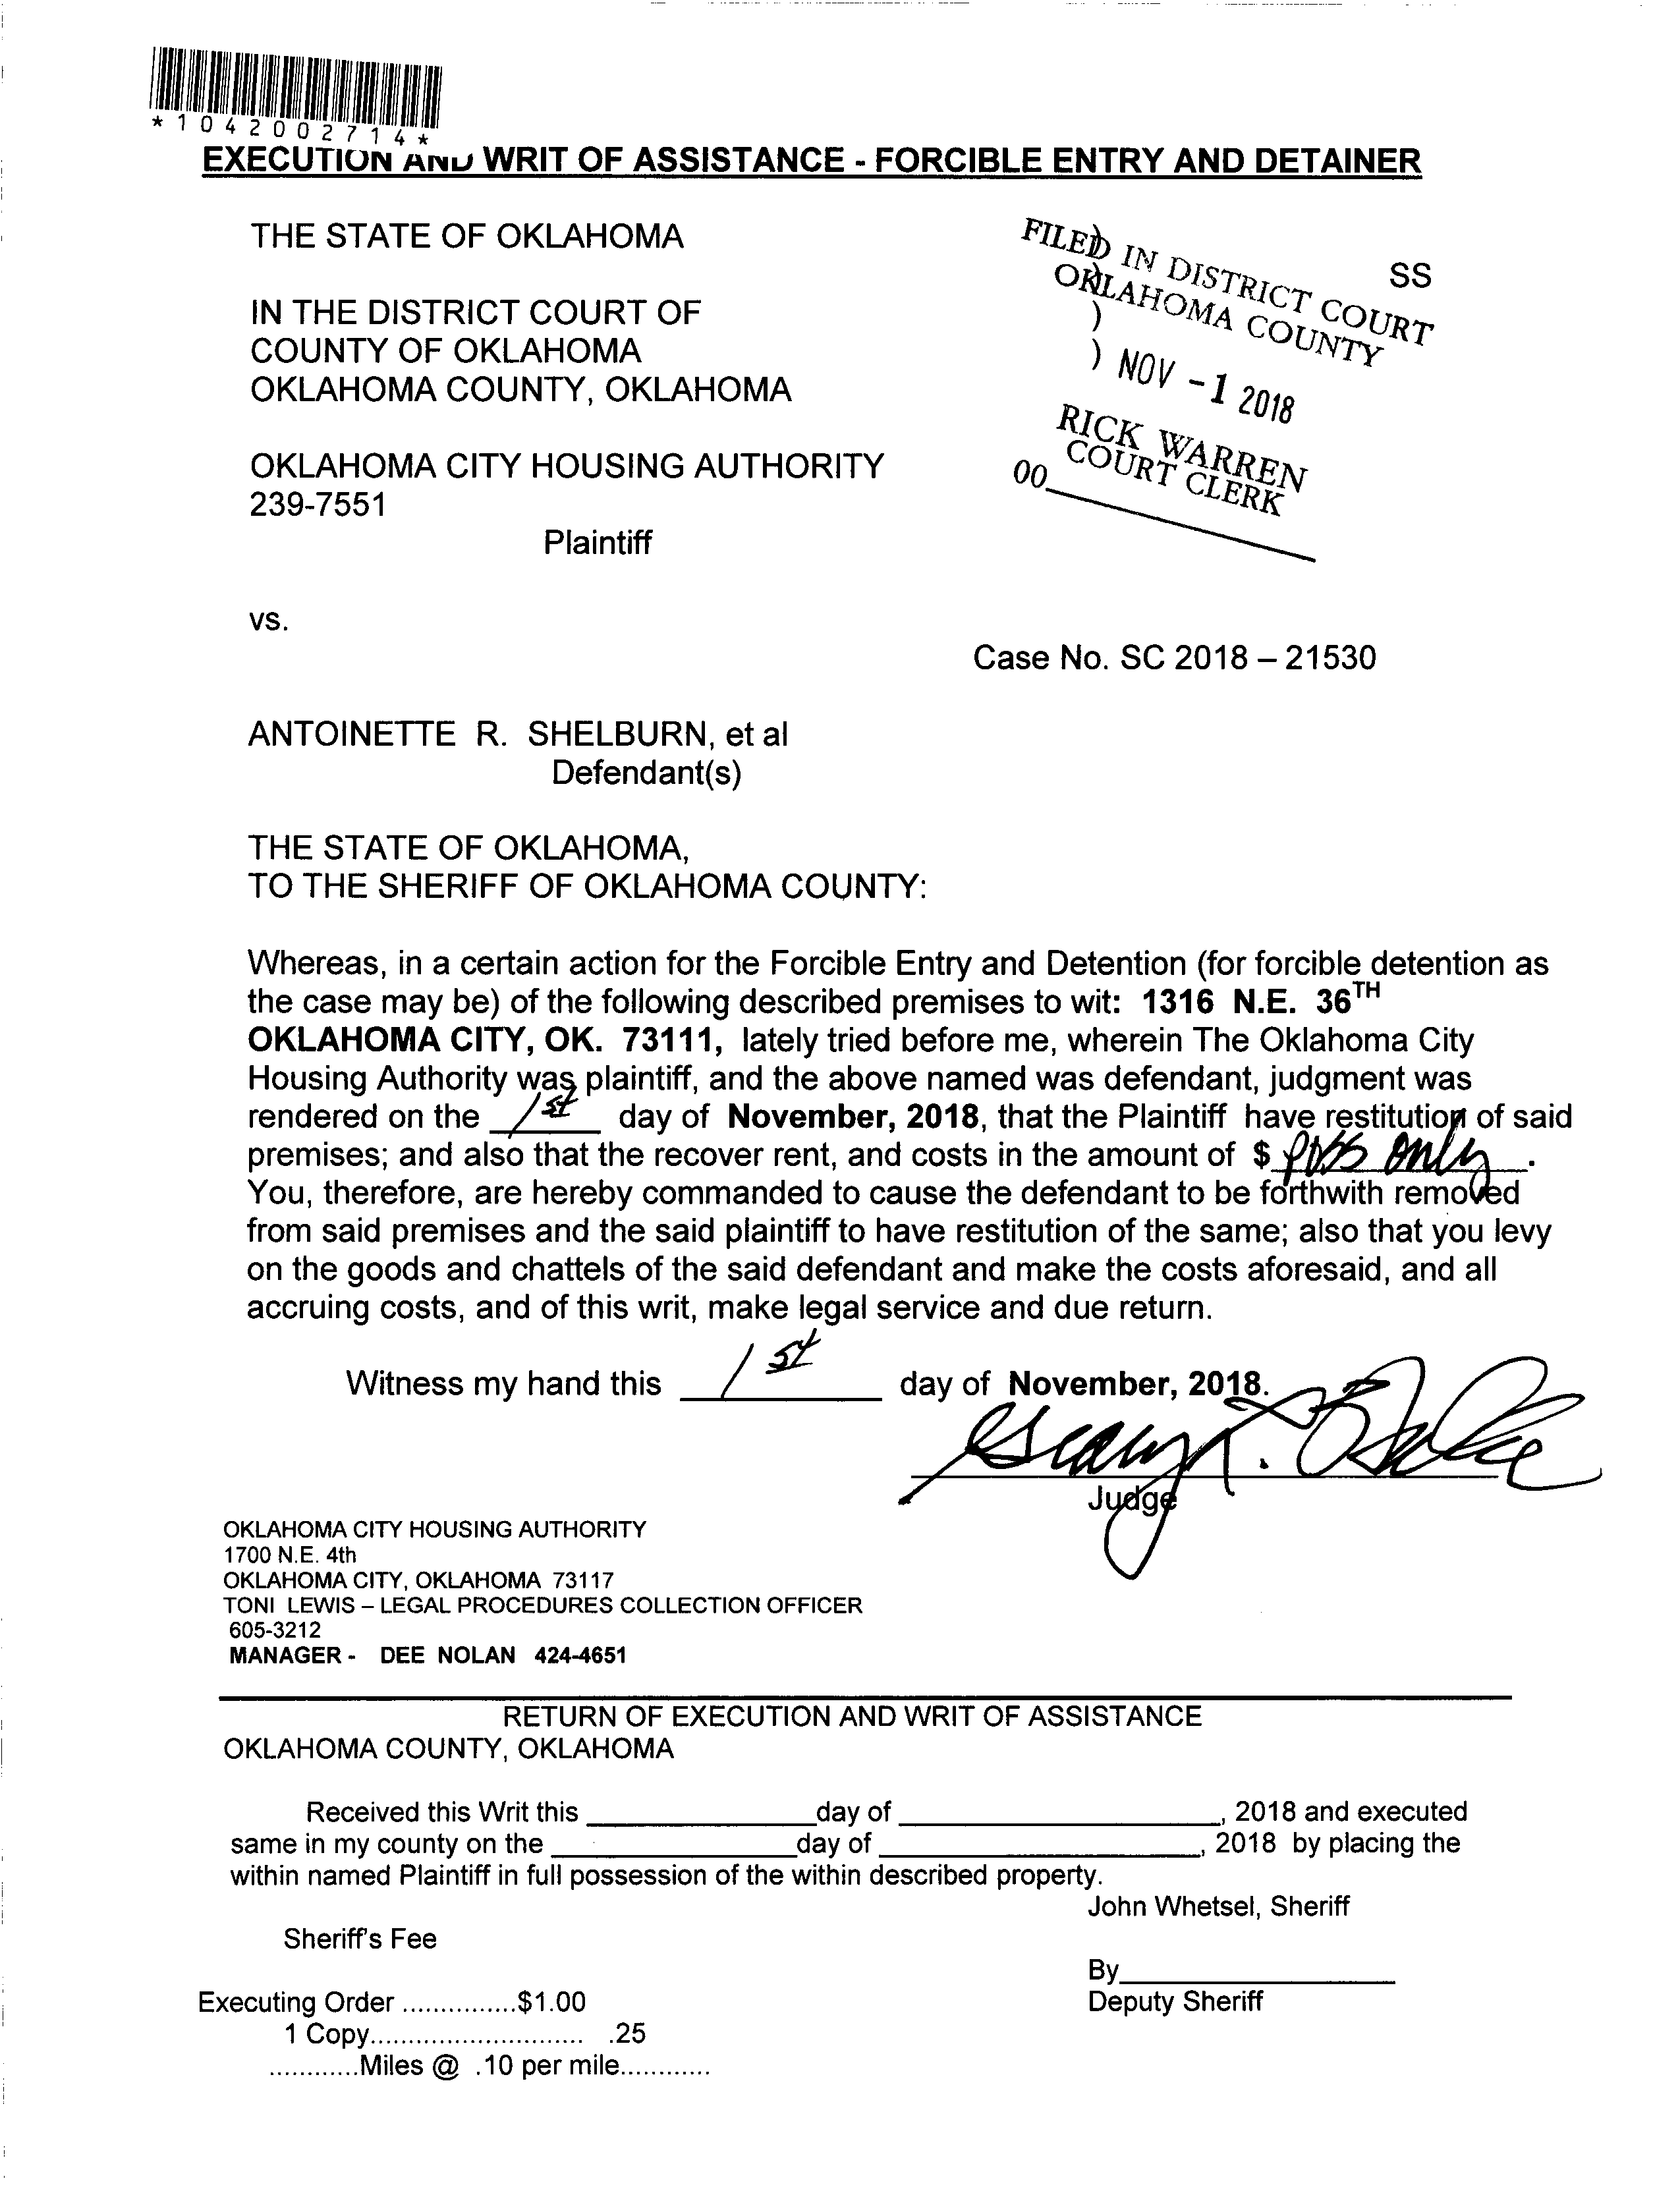 *1042002714*
EXECUTION AND WRIT OF ASSISTANCE - FORCIBLE ENTRY AND DETAINER
THE STATE OF OKLAHOMA )
SS
FILED IN DISTRICT COURT
OKLAHOMA COUNTY
IN THE DISTRICT COURT OF )
COUNTY OF OKLAHOMA )
OKLAHOMA COUNTY, OKLAHOMA
NOV -1 2018
RICK WARREN
COURT CLERK
00
OKLAHOMA CITY HOUSING AUTHORITY
239-7551
Plaintiff
vs.
Case No. SC 2018 – 21530
ANTOINETTE R. SHELBURN, et al
Defendant(s)
THE STATE OF OKLAHOMA,
TO THE SHERIFF OF OKLAHOMA COUNTY:
Whereas, in a certain action for the Forcible Entry and Detention (for forcible detention as
the case may be) of the following described premises to wit: 1316 N.E. 36TH
OKLAHOMA CITY, OK. 73111, lately tried before me, wherein The Oklahoma City
Housing Authority was plaintiff, and the above named was defendant, judgment was
rendered on the 1st day of November, 2018, that the Plaintiff have restitution of said
premises; and also that the recover rent, and costs in the amount of $ poss only.
You, therefore, are hereby commanded to cause the defendant to be forthwith removed
from said premises and the said plaintiff to have restitution of the same; also that you levy
on the goods and chattels of the said defendant and make the costs aforesaid, and all
accruing costs, and of this writ, make legal service and due return.
Witness my hand this 1st day of November, 2018.
Judge
OKLAHOMA CITY HOUSING AUTHORITY
1700 N.E. 4th
OKLAHOMA CITY, OKLAHOMA 73117
TONI LEWIS – LEGAL PROCEDURES COLLECTION OFFICER
605-3212
MANAGER - DEE NOLAN 424-4651
RETURN OF EXECUTION AND WRIT OF ASSISTANCE
OKLAHOMA COUNTY, OKLAHOMA
Received this Writ this ________ day of ________, 2018 and executed
same in my county on the ________ day of ________, 2018 by placing the
within named Plaintiff in full possession of the within described property.
John Whetsel, Sheriff
Sheriff's Fee
By________
Executing Order ...............$1.00
Deputy Sheriff
1 Copy............................ .25
............Miles @ .10 per mile............